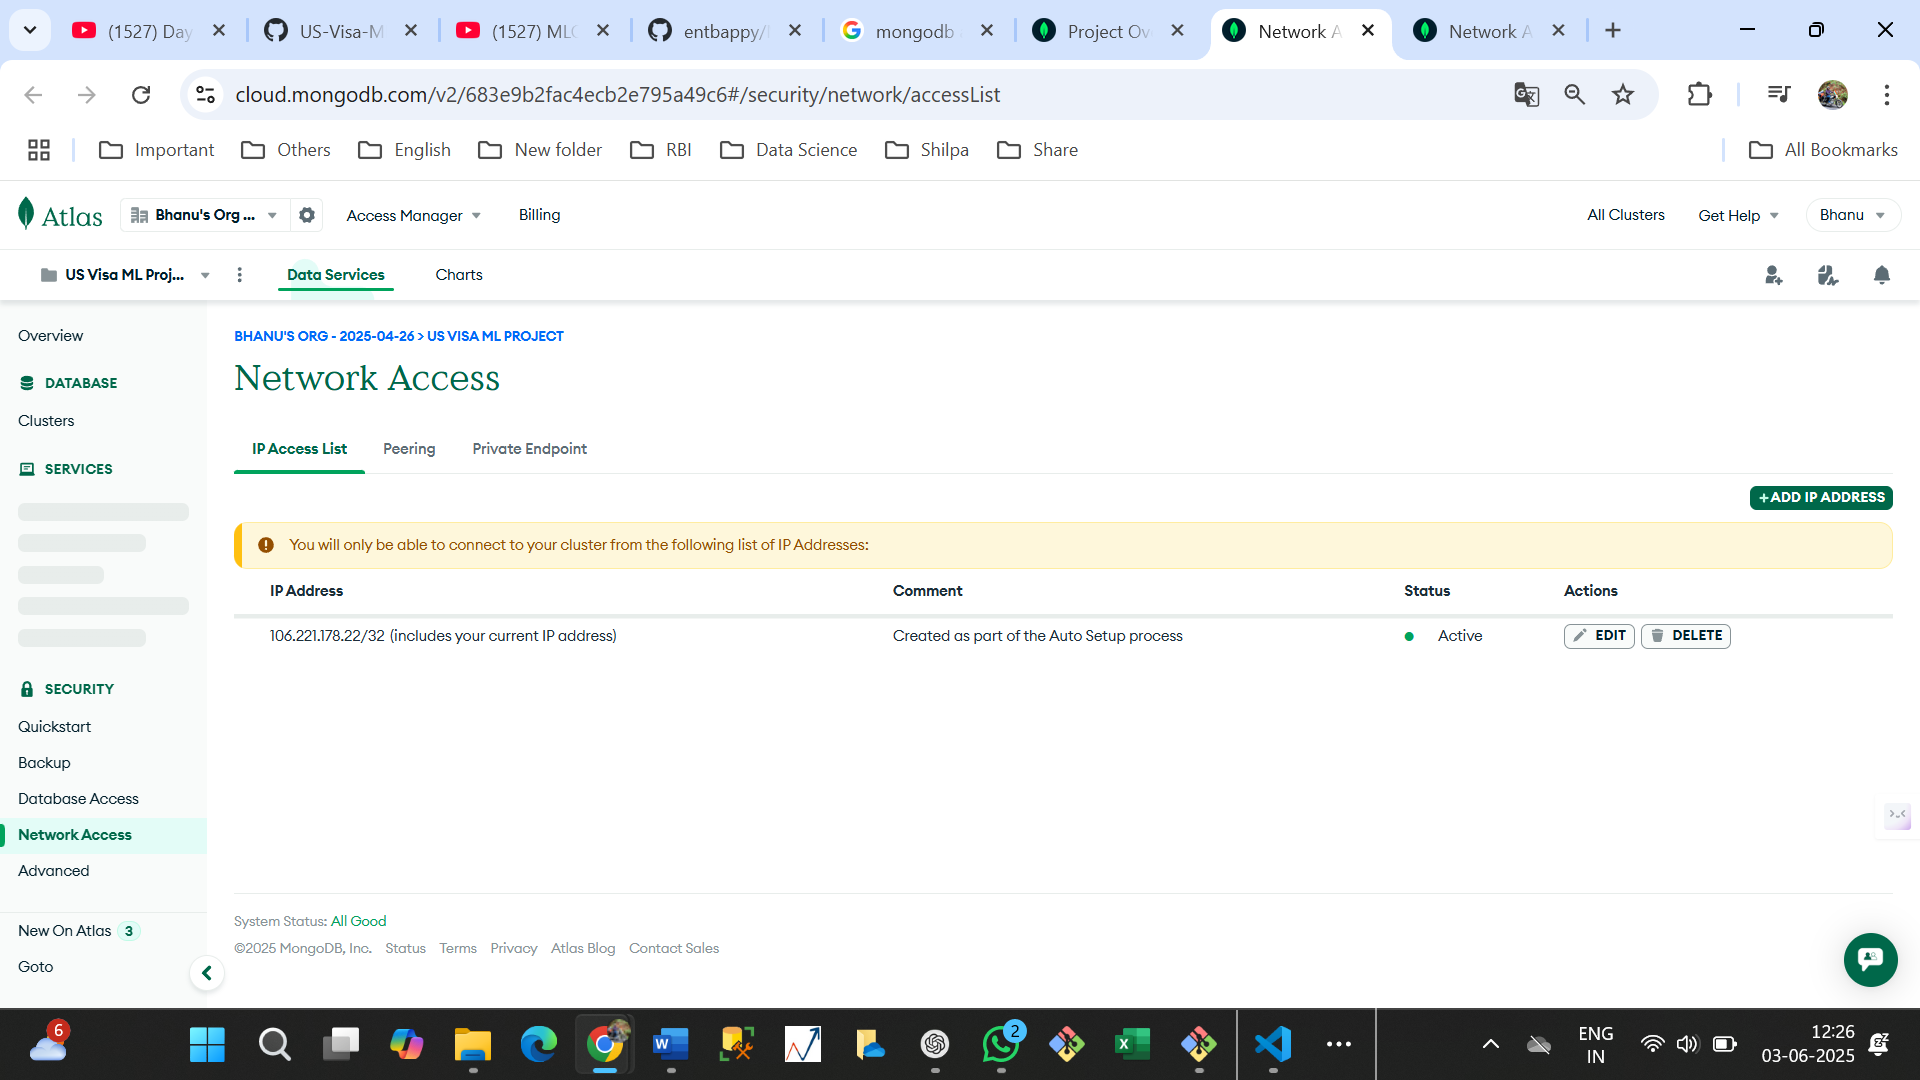 (1527) Day
US-Visa-M
(1527) MLO
entbappy/
mongodb
Project Ov
Network A
Network A
cloud.mongodb.com/v2/683e9b2fac4ecb2e795a49c6#/security/network/accessList
Important
Others
English
New folder
RBI
Data Science
Shilpa
Share
All Bookmarks
Atlas
Bhanu's Org ...
Access Manager
Billing
All Clusters
Get Help
Bhanu
US Visa ML Proj...
Data Services
Charts
Overview
DATABASE
Clusters
SERVICES
SECURITY
Quickstart
Backup
Database Access
Network Access
Advanced
New On Atlas 3
Goto
BHANU'S ORG - 2025-04-26 > US VISA ML PROJECT
Network Access
IP Access List
Peering
Private Endpoint
+ ADD IP ADDRESS
You will only be able to connect to your cluster from the following list of IP Addresses:
IP Address Comment Status Actions
106.221.178.22/32 (includes your current IP address) Created as part of the Auto Setup process Active EDIT DELETE
System Status: All Good
©2025 MongoDB, Inc. Status Terms Privacy Atlas Blog Contact Sales
6
2
ENG
IN
12:26
03-06-2025